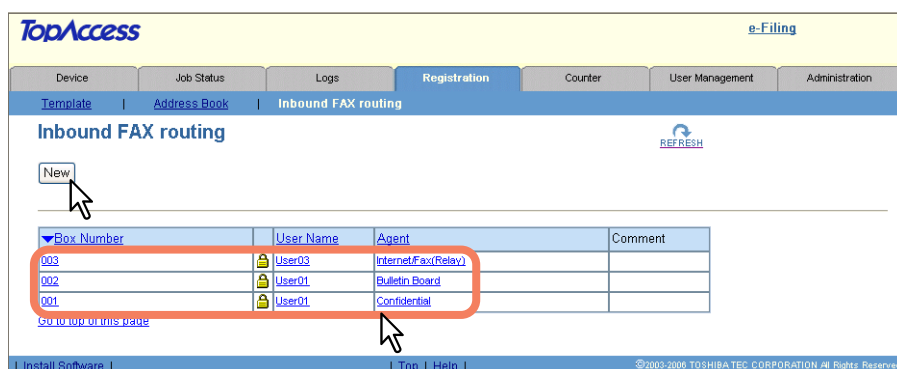 TopAccess
e-Filing
Device Job Status Logs Registration Counter User Management Administration
Template | Address Book | Inbound FAX routing
Inbound FAX routing
REFRESH
New
Box Number User Name Agent Comment
003 User03 Internet/Fax(Relay)
002 User01 Bulletin Board
001 User01 Confidential
Go to top of this page
| Install Software | | Top | Help | ©2003-2006 TOSHIBA TEC CORPORATION All Rights Reserve